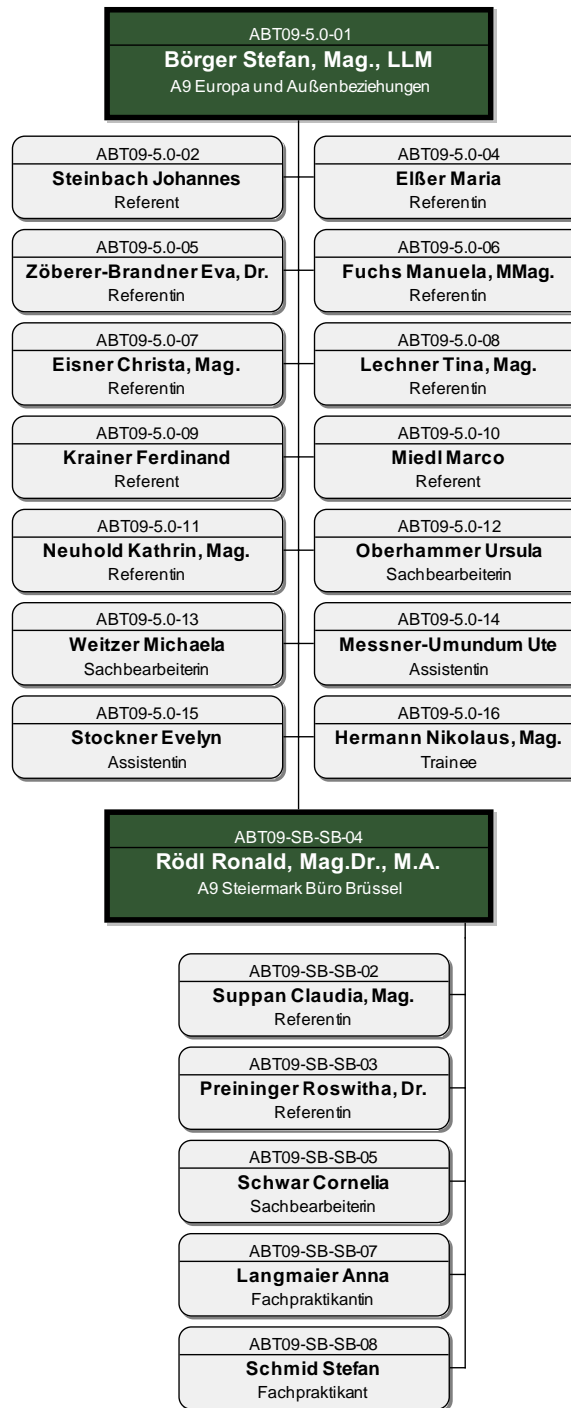 ABT09-5.0-01
Börger Stefan, Mag., LLM
A9 Europa und Außenbeziehungen
ABT09-5.0-02
Steinbach Johannes
Referent
ABT09-5.0-04
Elßer Maria
Referentin
ABT09-5.0-05
Zöberer-Brandner Eva, Dr.
Referentin
ABT09-5.0-06
Fuchs Manuela, MMag.
Referentin
ABT09-5.0-07
Eisner Christa, Mag.
Referentin
ABT09-5.0-08
Lechner Tina, Mag.
Referentin
ABT09-5.0-09
Krainer Ferdinand
Referent
ABT09-5.0-10
Miedl Marco
Referent
ABT09-5.0-11
Neuhold Kathrin, Mag.
Referentin
ABT09-5.0-12
Oberhammer Ursula
Sachbearbeiterin
ABT09-5.0-13
Weitzer Michaela
Sachbearbeiterin
ABT09-5.0-14
Messner-Umundum Ute
Assistentin
ABT09-5.0-15
Stockner Evelyn
Assistentin
ABT09-5.0-16
Hermann Nikolaus, Mag.
Trainee
ABT09-SB-SB-04
Rödl Ronald, Mag.Dr., M.A.
A9 Steiermark Büro Brüssel
ABT09-SB-SB-02
Suppan Claudia, Mag.
Referentin
ABT09-SB-SB-03
Preininger Roswitha, Dr.
Referentin
ABT09-SB-SB-05
Schwar Cornelia
Sachbearbeiterin
ABT09-SB-SB-07
Langmaier Anna
Fachpraktikantin
ABT09-SB-SB-08
Schmid Stefan
Fachpraktikant